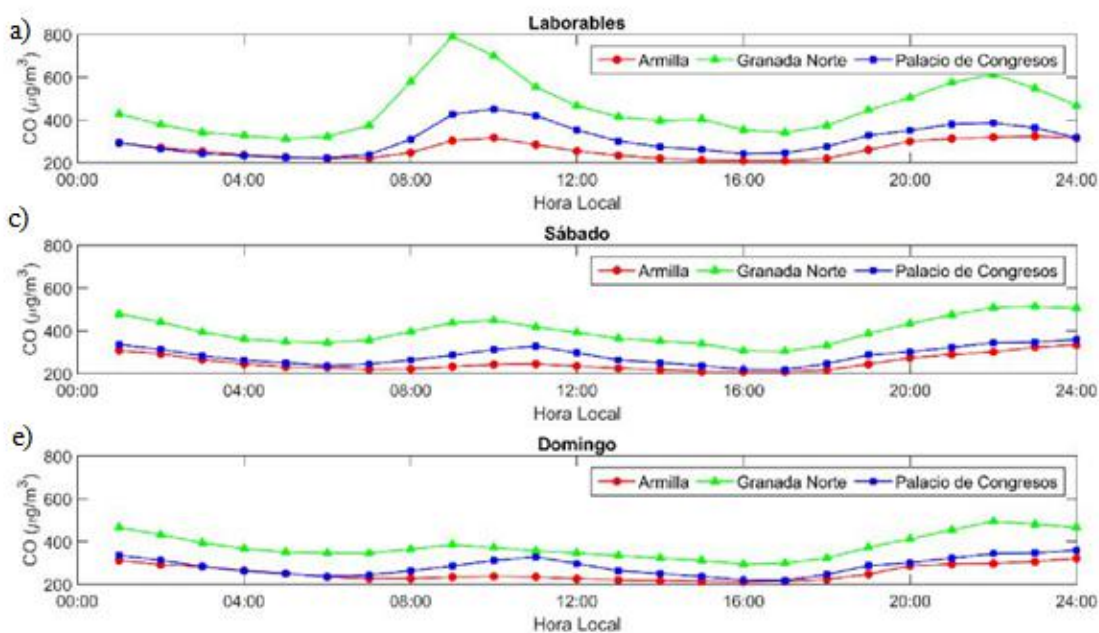 a)
Laborables
Armilla Granada Norte Palacio de Congresos
CO (μg/m³)
800
600
400
200
00:00 04:00 08:00 12:00 16:00 20:00 24:00
Hora Local
c)
Sábado
Armilla Granada Norte Palacio de Congresos
CO (μg/m³)
800
600
400
200
00:00 04:00 08:00 12:00 16:00 20:00 24:00
Hora Local
e)
Domingo
Armilla Granada Norte Palacio de Congresos
CO (μg/m³)
800
600
400
200
00:00 04:00 08:00 12:00 16:00 20:00 24:00
Hora Local